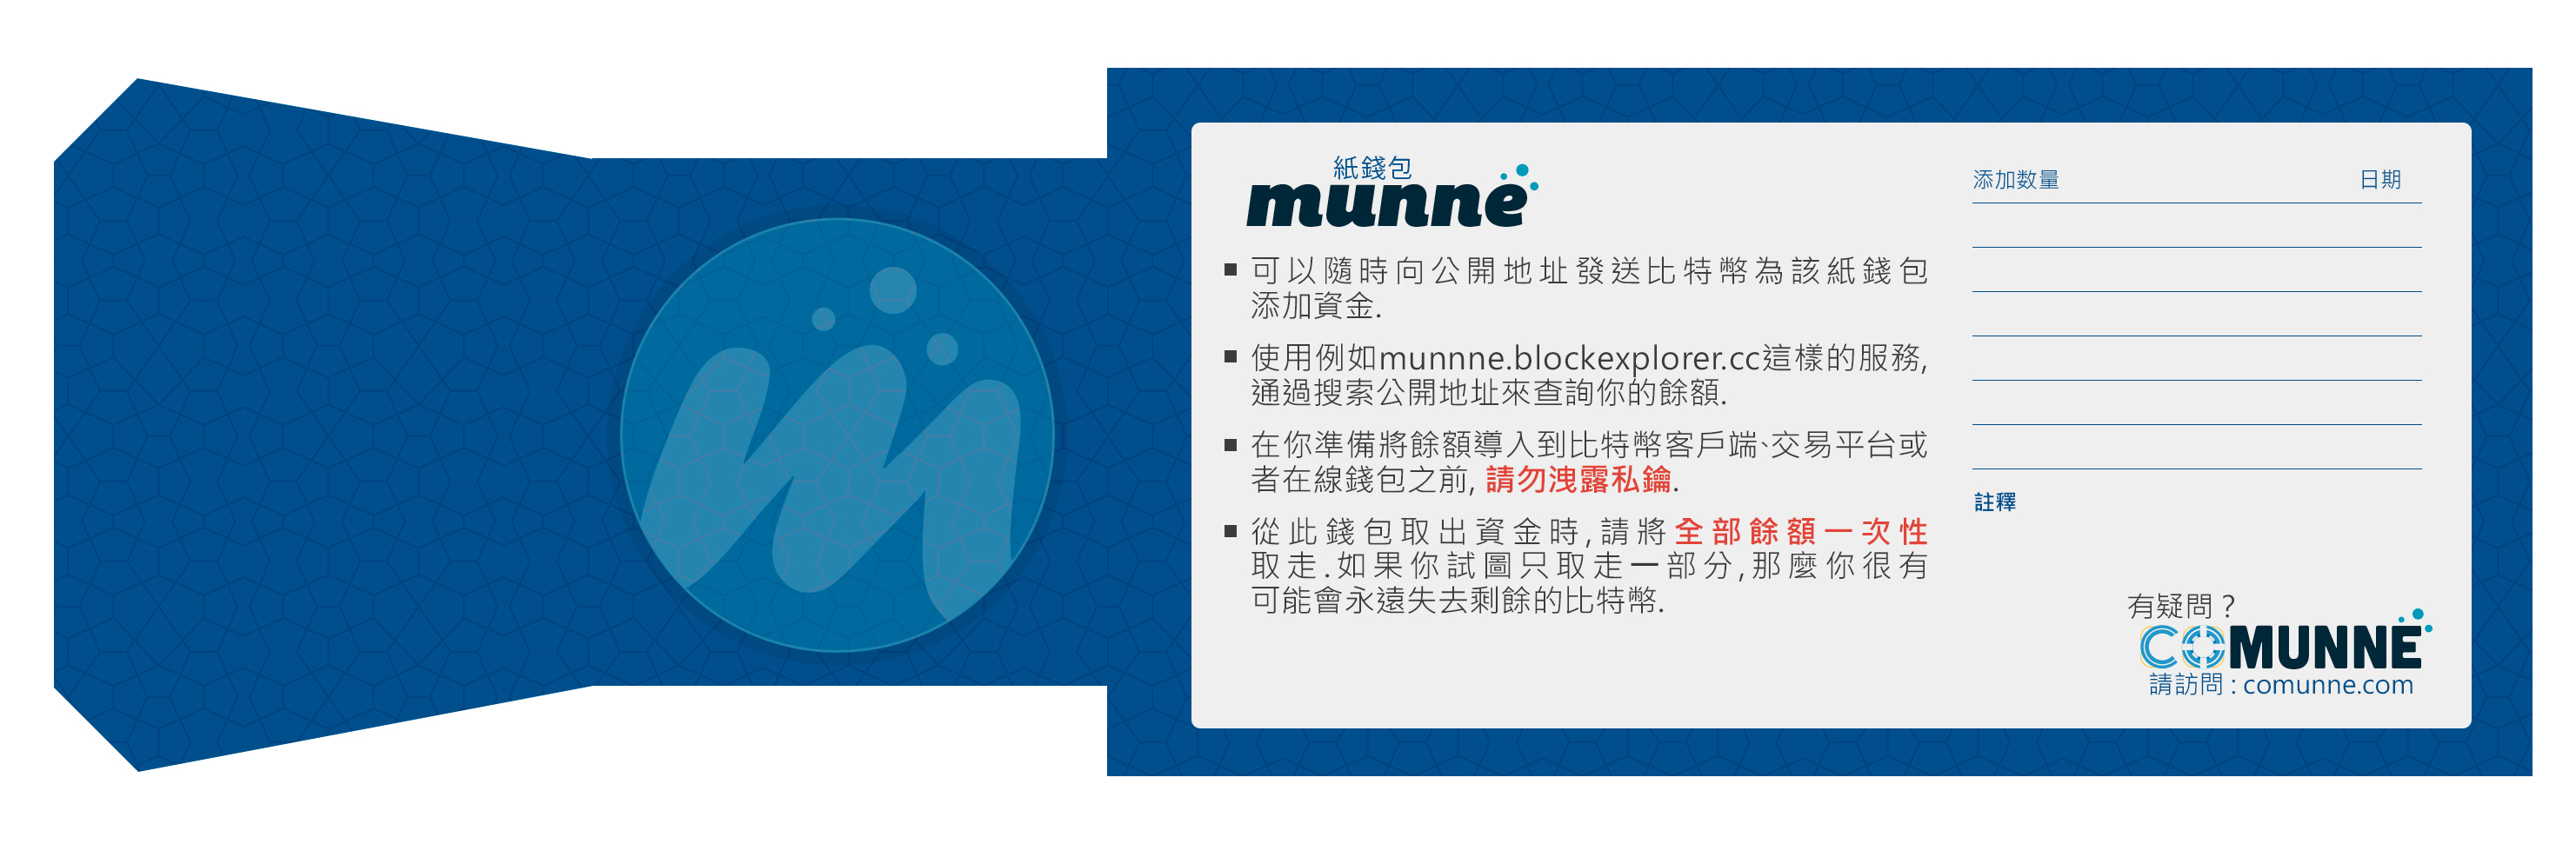 紙錢包
munne
可以隨時向公開地址發送比特幣為該紙錢包
添加資金.
使用例如munnne.blockexplorer.cc這樣的服務,
通過搜索公開地址來查詢你的餘額.
在你準備將餘額導入到比特幣客戶端、交易平台或
者在線錢包之前, 請勿洩露私鑰.
從此錢包取出資金時,請將全部餘額一次性
取走.如果你試圖只取走一部分,那麼你很有
可能會永遠失去剩餘的比特幣.
添加数量 日期
註釋
有疑問？
COMUNNE
請訪問 : comunne.com